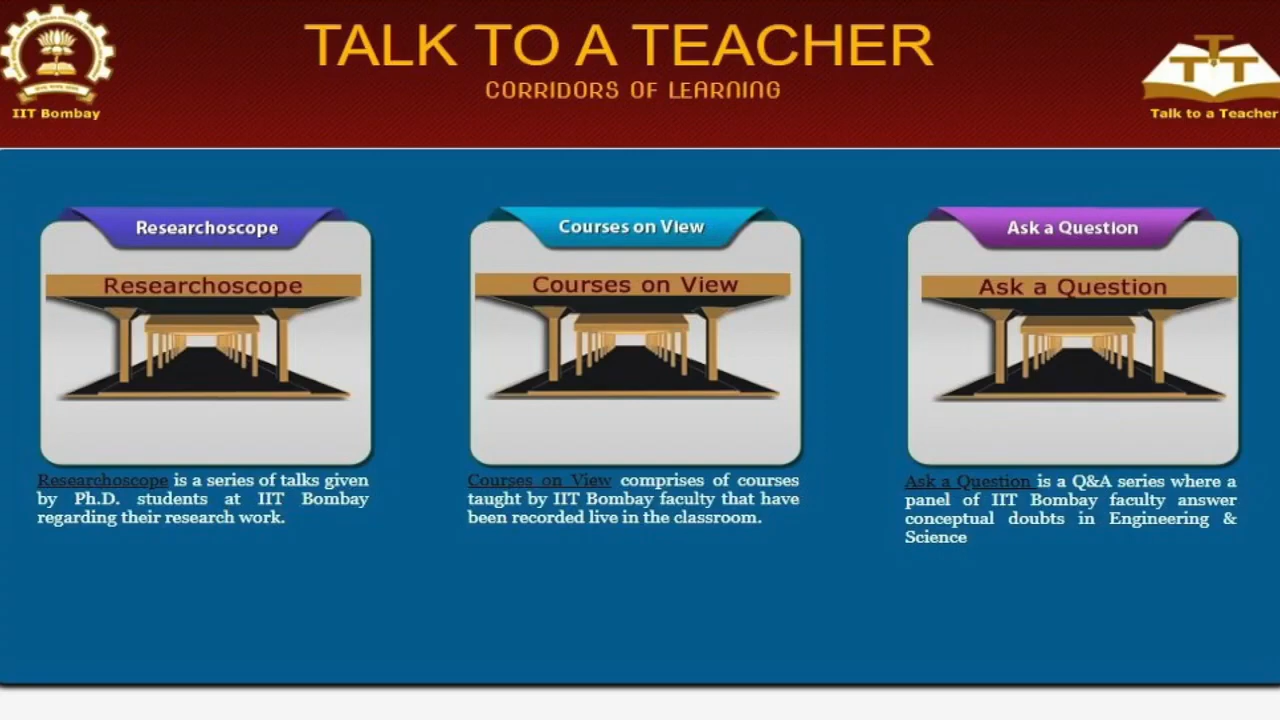 TALK TO A TEACHER
CORRIDORS OF LEARNING
IIT Bombay
Talk to a Teacher
Researchoscope
Researchoscope
Researchoscope is a series of talks given
by Ph.D. students at IIT Bombay
regarding their research work.
Courses on View
Courses on View
Courses on View comprises of courses
taught by IIT Bombay faculty that have
been recorded live in the classroom.
Ask a Question
Ask a Question
Ask a Question is a Q&A series where a
panel of IIT Bombay faculty answer
conceptual doubts in Engineering &
Science